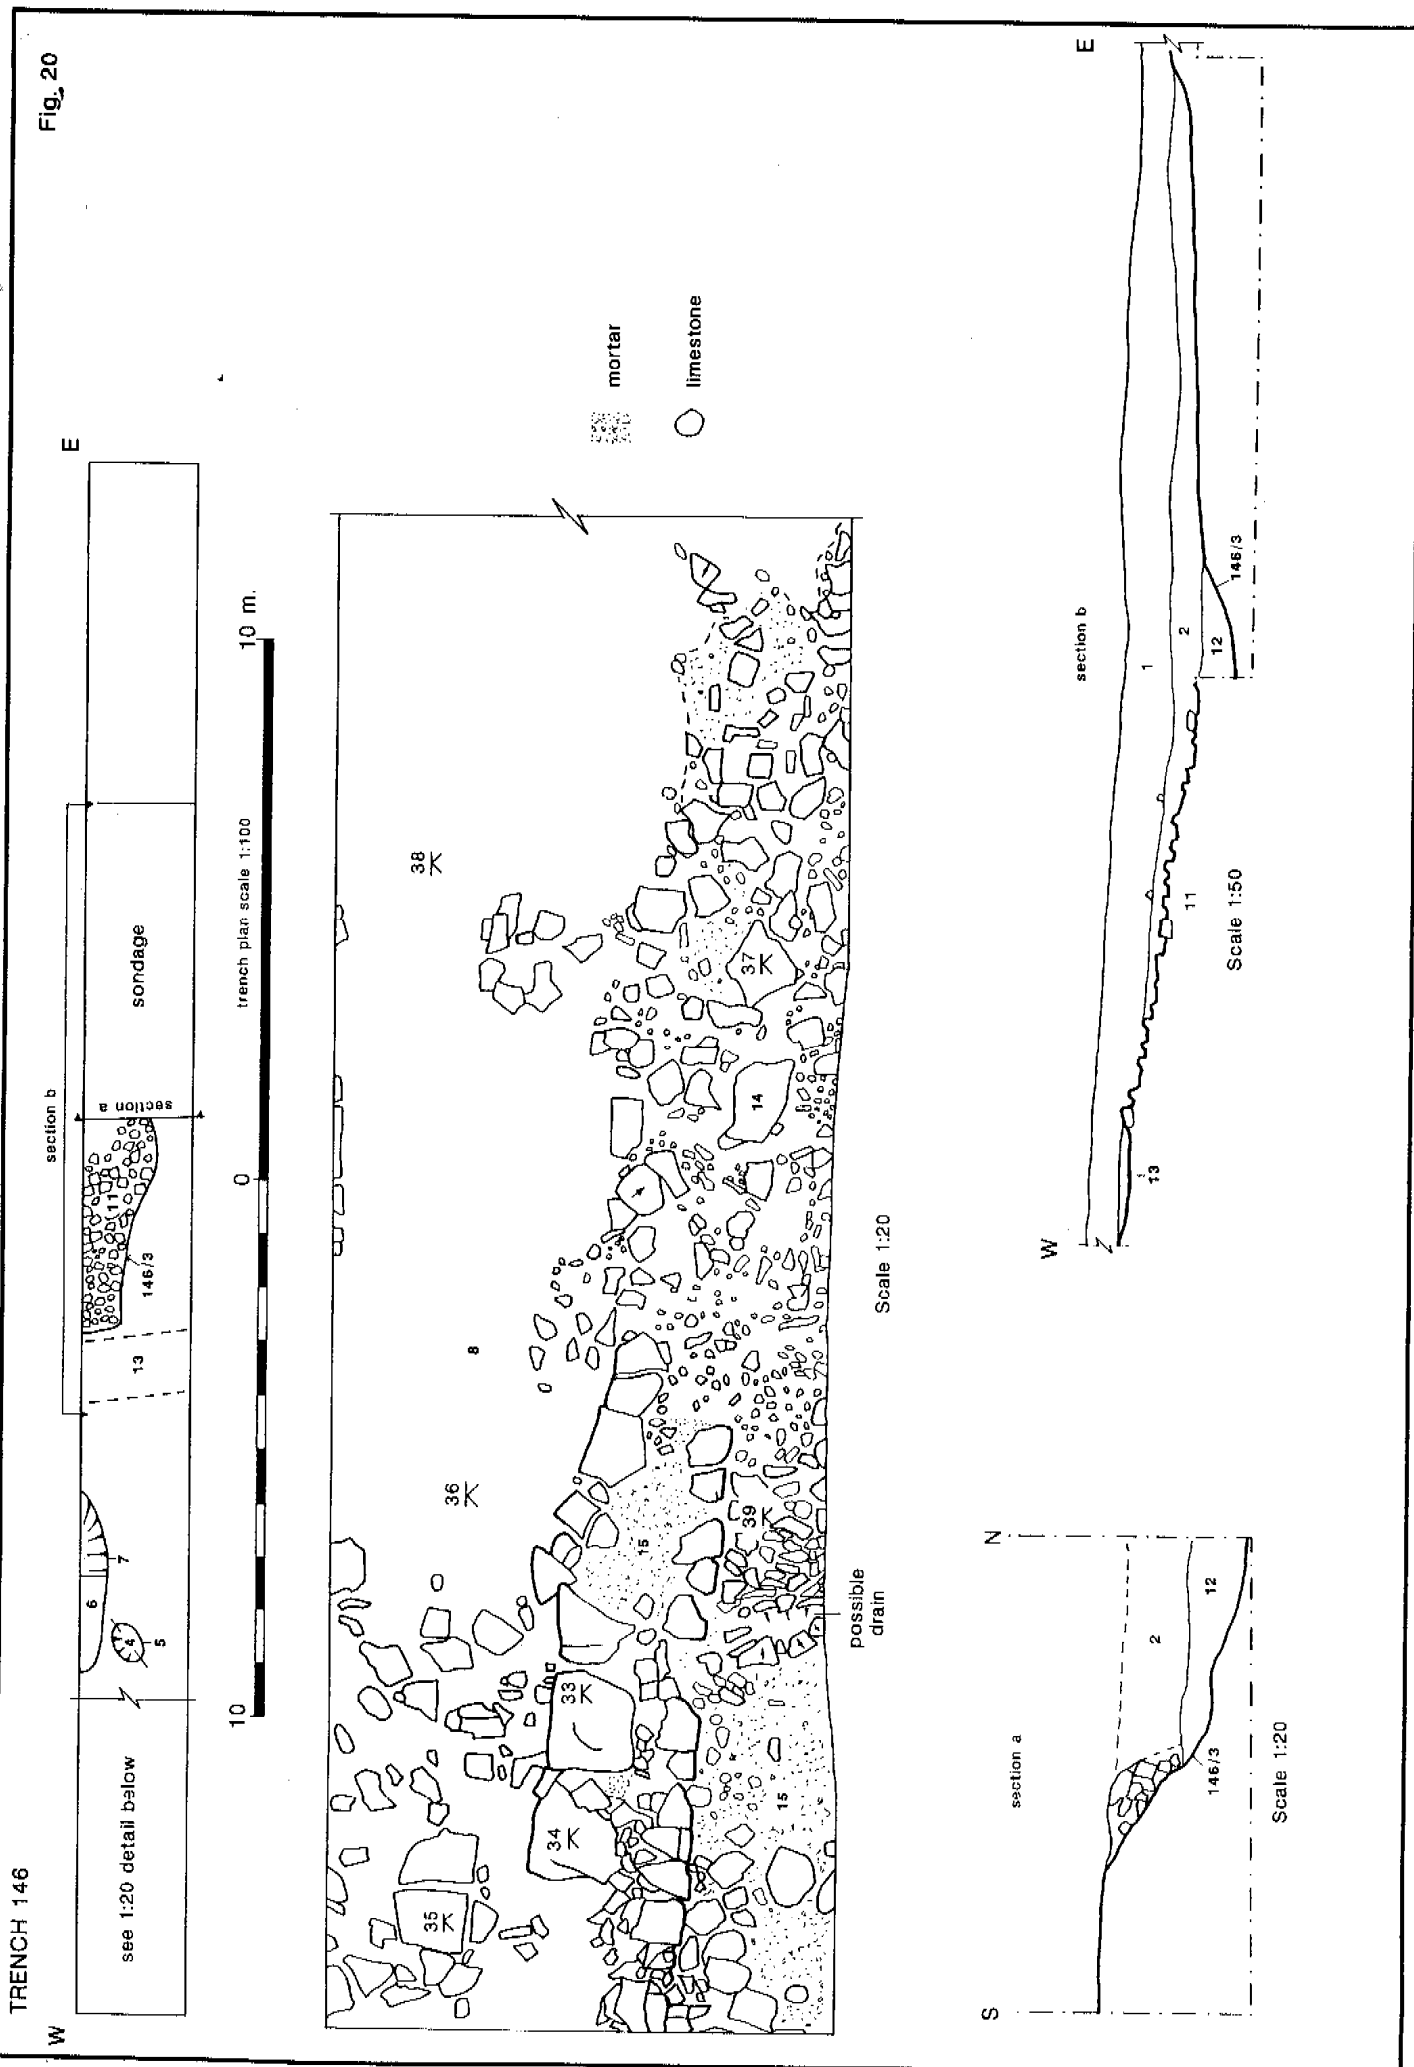 TRENCH 146
Fig. 20
W
E
see 1:20 detail below
6
7
4
5
13
146/3
11
section a
section b
sondage
10
0
10 m.
trench plan scale 1:100
35
34
33
36
38
8
15
15
39
14
37
possible
drain
Scale 1:20
mortar
limestone
section a
S
N
2
12
146/3
Scale 1:20
section b
W
E
13
1
2
12
11
146/3
Scale 1:50